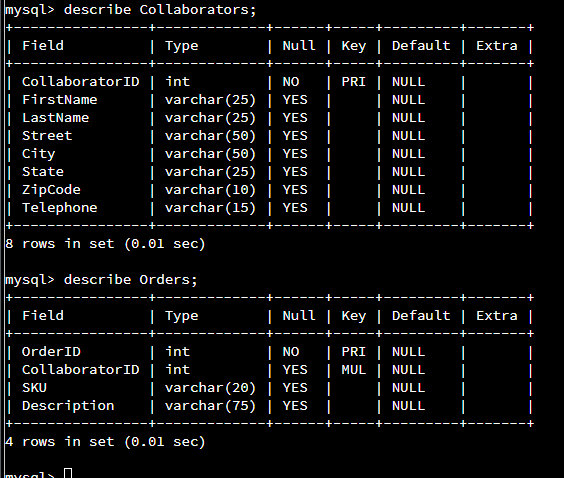 mysql> describe Collaborators;
+----------------+-------------+------+-----+---------+-------+
| Field          | Type        | Null | Key | Default | Extra |
+----------------+-------------+------+-----+---------+-------+
| CollaboratorID | int         | NO   | PRI | NULL    |       |
| FirstName      | varchar(25) | YES  |     | NULL    |       |
| LastName       | varchar(25) | YES  |     | NULL    |       |
| Street         | varchar(50) | YES  |     | NULL    |       |
| City           | varchar(50) | YES  |     | NULL    |       |
| State          | varchar(25) | YES  |     | NULL    |       |
| ZipCode        | varchar(10) | YES  |     | NULL    |       |
| Telephone      | varchar(15) | YES  |     | NULL    |       |
+----------------+-------------+------+-----+---------+-------+
8 rows in set (0.01 sec)
mysql> describe Orders;
+----------------+-------------+------+-----+---------+-------+
| Field          | Type        | Null | Key | Default | Extra |
+----------------+-------------+------+-----+---------+-------+
| OrderID        | int         | NO   | PRI | NULL    |       |
| CollaboratorID | int         | YES  | MUL | NULL    |       |
| SKU            | varchar(20) | YES  |     | NULL    |       |
| Description    | varchar(75) | YES  |     | NULL    |       |
+----------------+-------------+------+-----+---------+-------+
4 rows in set (0.01 sec)
mysql>